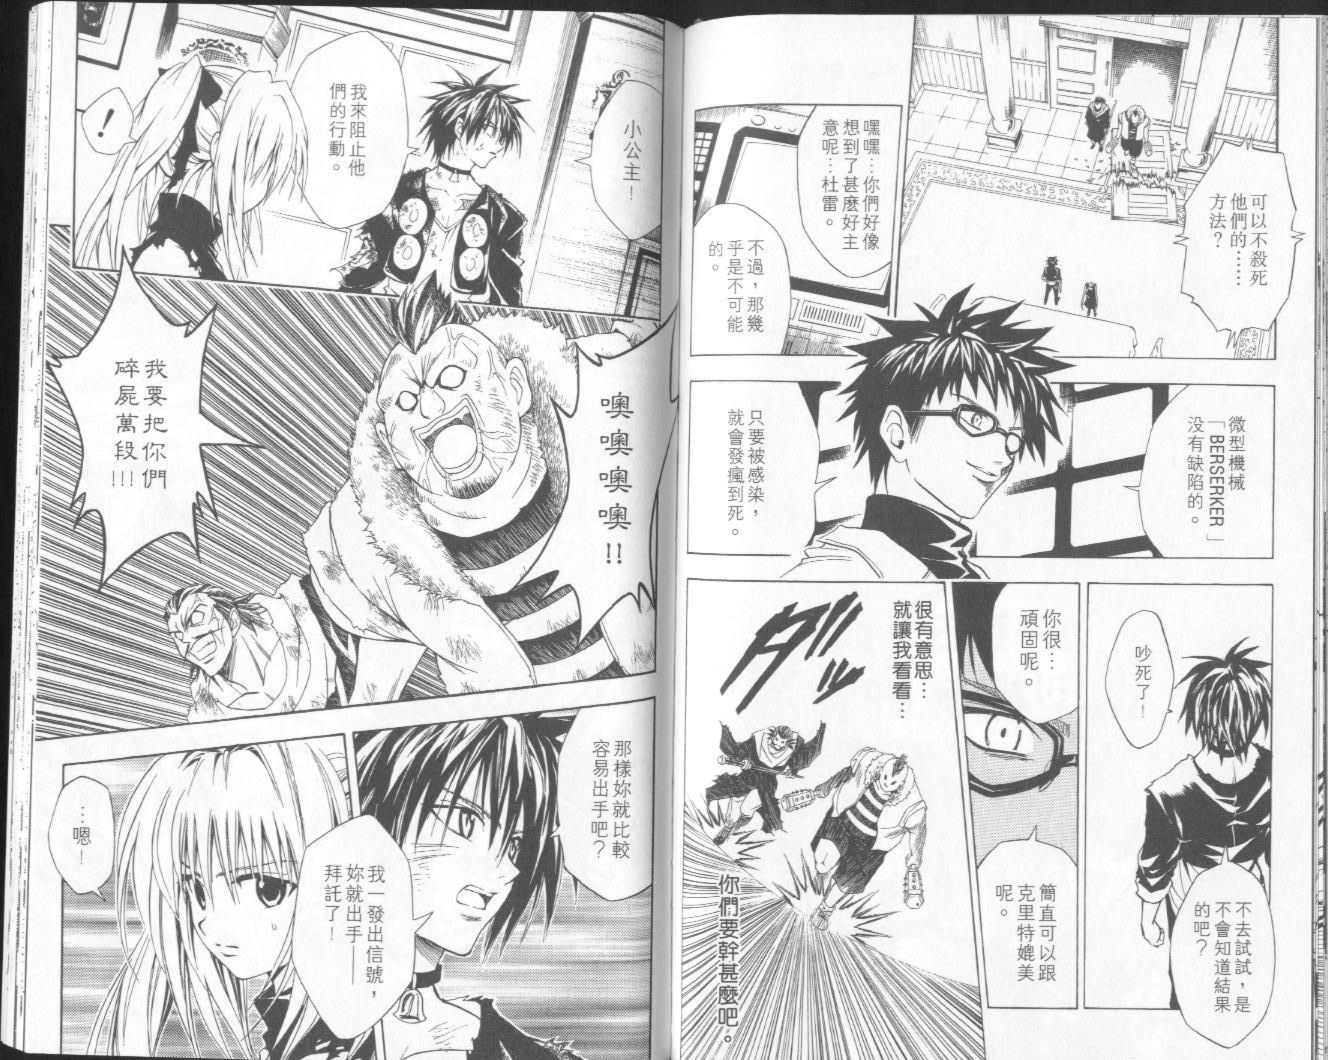 可以不殺死
他們的……
方法？
嘿嘿…你們好像
想到了甚麼好主
意呢…杜雷。
不過，那幾
乎是不可能
的。
微型機械
「BERSERKER」
没有缺陷的。
只要被感染，
就會發瘋到死。
吵死了！
不去試試，是
不會知道結果
的吧？
你很…
頑固呢。
簡直可以跟
克里特媲美
呢。
很有意思…
就讓我看看…
ダダッ
你們要幹甚麼吧。
小公主！
我來阻止他
們的行動。
！
噢噢噢噢!!
我要把你們
碎屍萬段!!!
那樣妳就比較
容易出手吧？
我一發出信號，
妳就出手——
拜託了！
…嗯！